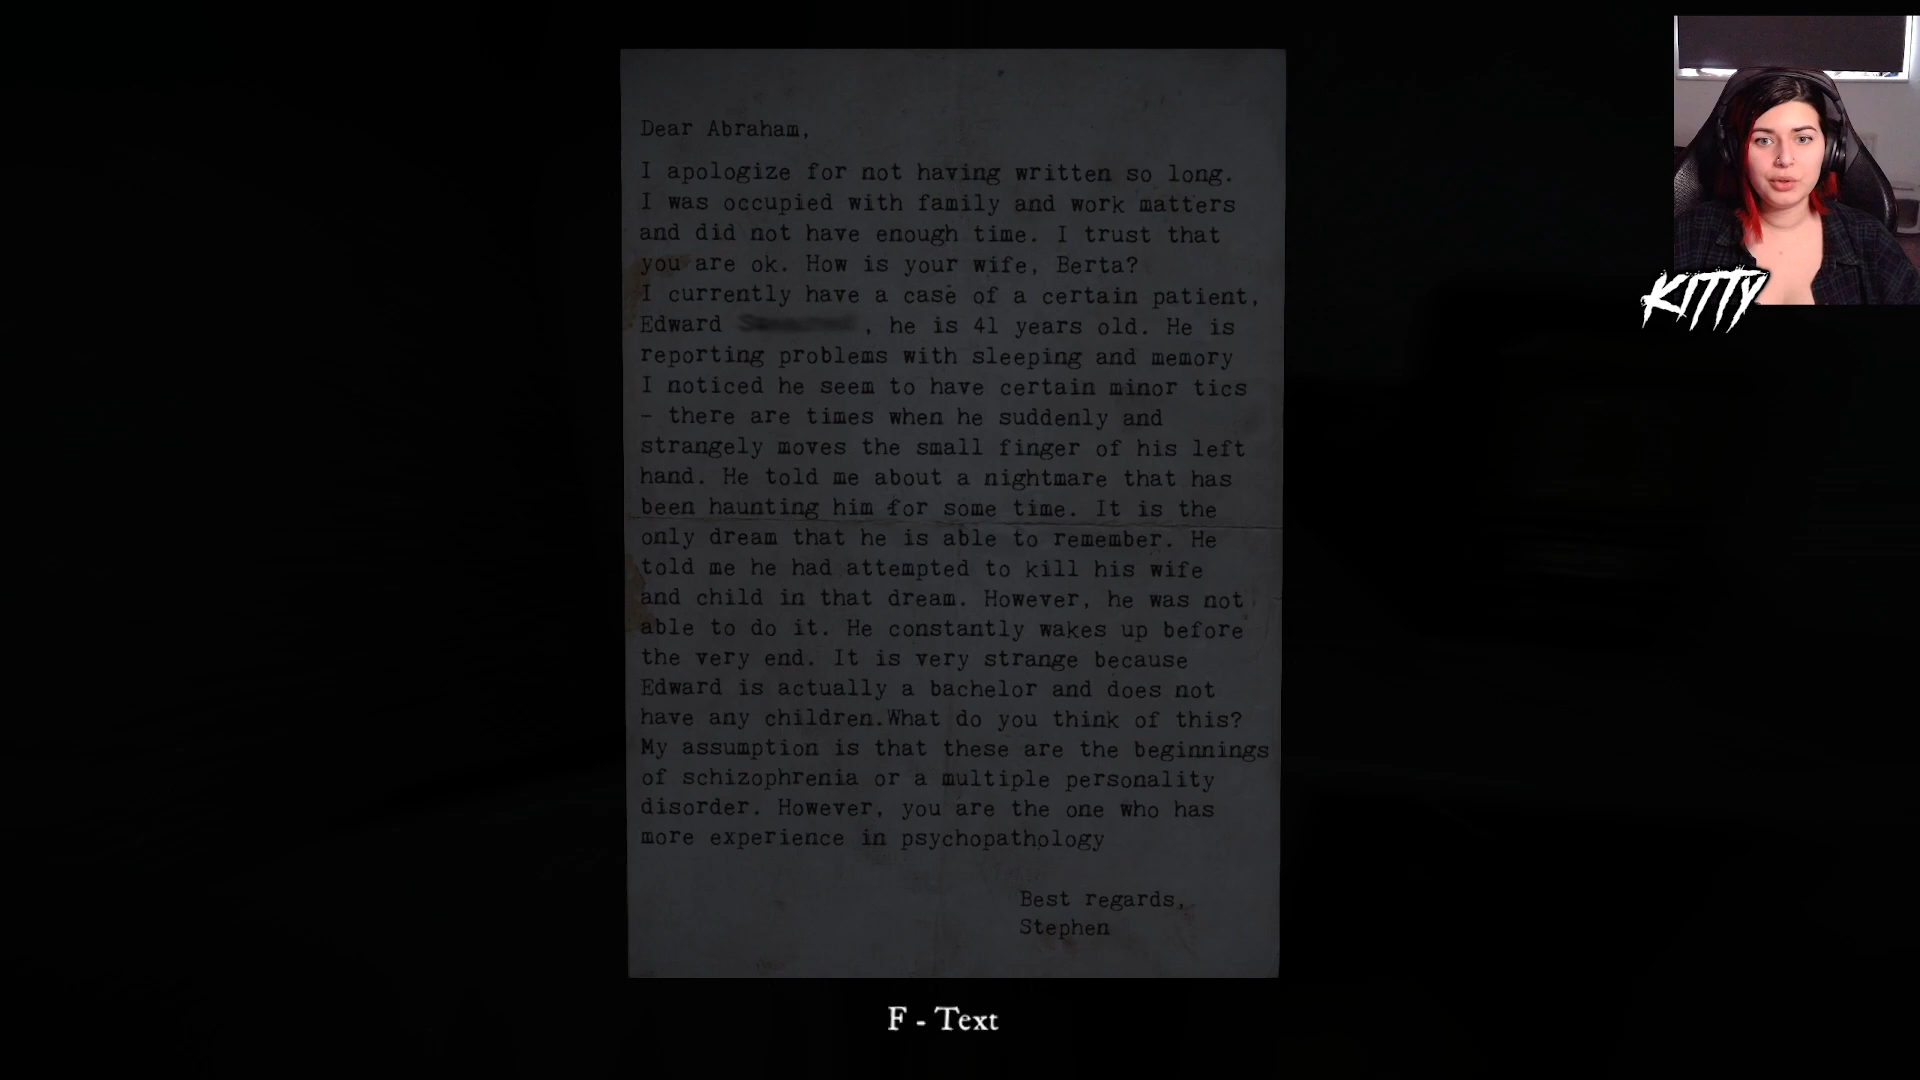 Dear Abraham,
I apologize for not having written so long.
I was occupied with family and work matters
and did not have enough time. I trust that
you are ok. How is your wife, Berta?
I currently have a case of a certain patient,
Edward , he is 41 years old. He is
reporting problems with sleeping and memory
I noticed he seem to have certain minor tics
- there are times when he suddenly and
strangely moves the small finger of his left
hand. He told me about a nightmare that has
been haunting him for some time. It is the
only dream that he is able to remember. He
told me he had attempted to kill his wife
and child in that dream. However, he was not
able to do it. He constantly wakes up before
the very end. It is very strange because
Edward is actually a bachelor and does not
have any children.What do you think of this?
My assumption is that these are the beginnings
of schizophrenia or a multiple personality
disorder. However, you are the one who has
more experience in psychopathology
Best regards,
Stephen
F - Text
KITTY